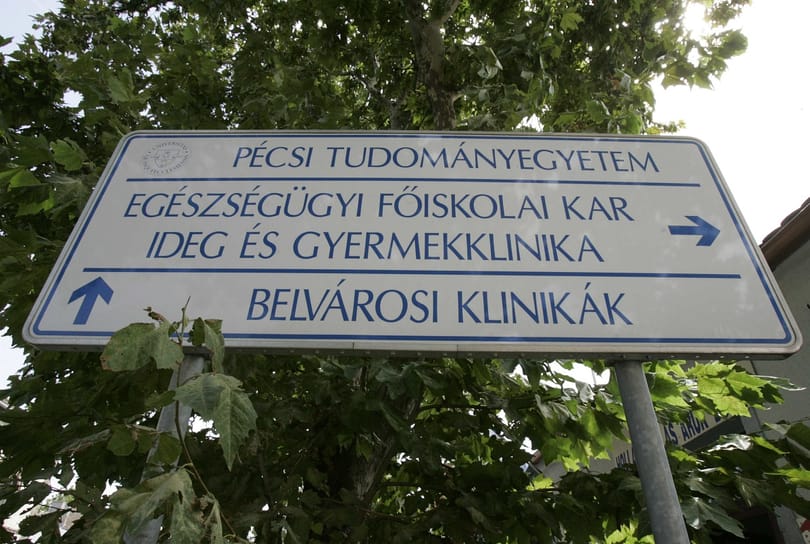 PÉCSI TUDOMÁNYEGYETEM
EGÉSZSÉGÜGYI FŐISKOLAI KAR
IDEG ÉS GYERMEKKLINIKA
BELVÁROSI KLINIKÁK